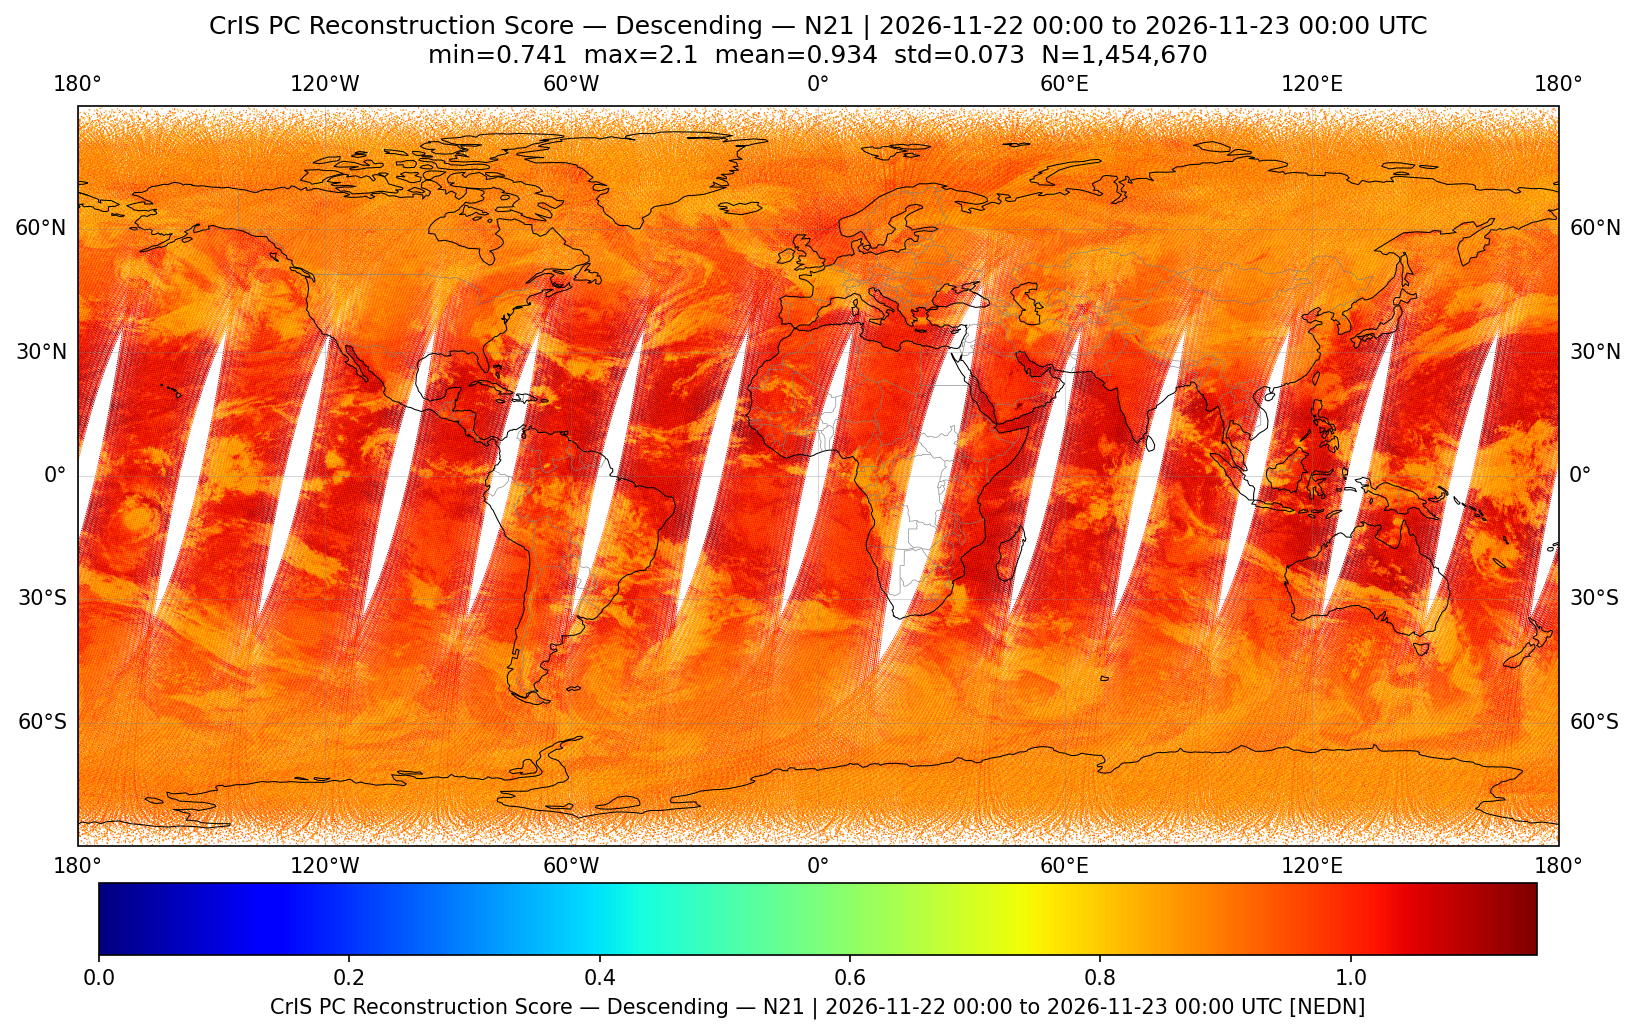 CrIS PC Reconstruction Score — Descending — N21 | 2026-11-22 00:00 to 2026-11-23 00:00 UTC
min=0.741  max=2.1  mean=0.934  std=0.073  N=1,454,670
180° 120°W 60°W 0° 60°E 120°E 180°
60°N 60°N
30°N 30°N
0° 0°
30°S 30°S
60°S 60°S
180° 120°W 60°W 0° 60°E 120°E 180°
0.0 0.2 0.4 0.6 0.8 1.0
CrIS PC Reconstruction Score — Descending — N21 | 2026-11-22 00:00 to 2026-11-23 00:00 UTC [NEDN]